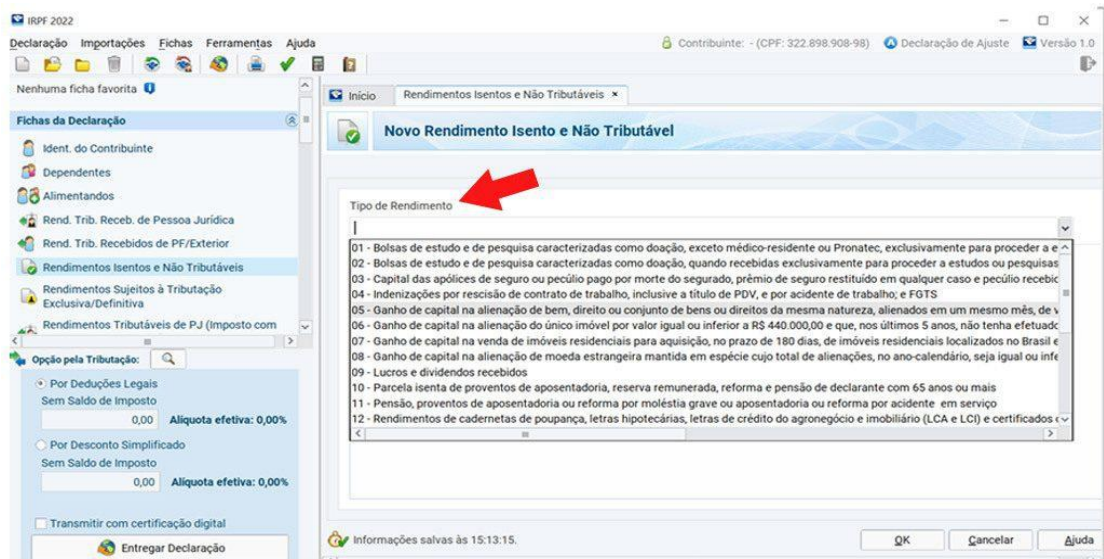 IRPF 2022
Declaração Importações Fichas Ferramentas Ajuda
Contribuinte: - (CPF: 322.898.908-98) Declaração de Ajuste Versão 1.0
Nenhuma ficha favorita
Fichas da Declaração
Ident. do Contribuinte
Dependentes
Alimentandos
Rend. Trib. Receb. de Pessoa Jurídica
Rend. Trib. Recebidos de PF/Exterior
Rendimentos Isentos e Não Tributáveis
Rendimentos Sujeitos à Tributação
Exclusiva/Definitiva
Rendimentos Tributáveis de PJ (Imposto com
Opção pela Tributação:
Por Deduções Legais
Sem Saldo de Imposto
0,00 Alíquota efetiva: 0,00%
Por Desconto Simplificado
Sem Saldo de Imposto
0,00 Alíquota efetiva: 0,00%
Transmitir com certificação digital
Entregar Declaração
Início Rendimentos Isentos e Não Tributáveis
Novo Rendimento Isento e Não Tributável
Tipo de Rendimento
01 - Bolsas de estudo e de pesquisa caracterizadas como doação, exceto médico-residente ou Pronatec, exclusivamente para proceder a e
02 - Bolsas de estudo e de pesquisa caracterizadas como doação, quando recebidas exclusivamente para proceder a estudos ou pesquisas
03 - Capital das apólices de seguro ou pecúlio pago por morte do segurado, prêmio de seguro restituído em qualquer caso e pecúlio recebic
04 - Indenizações por rescisão de contrato de trabalho, inclusive a título de PDV, e por acidente de trabalho; e FGTS
05 - Ganho de capital na alienação de bem, direito ou conjunto de bens ou direitos da mesma natureza, alienados em um mesmo mês, de v
06 - Ganho de capital na alienação do único imóvel por valor igual ou inferior a R$ 440.000,00 e que, nos últimos 5 anos, não tenha efetuadc
07 - Ganho de capital na venda de imóveis residenciais para aquisição, no prazo de 180 dias, de imóveis residenciais localizados no Brasil e
08 - Ganho de capital na alienação de moeda estrangeira mantida em espécie cujo total de alienações, no ano-calendário, seja igual ou infe
09 - Lucros e dividendos recebidos
10 - Parcela isenta de proventos de aposentadoria, reserva remunerada, reforma e pensão de declarante com 65 anos ou mais
11 - Pensão, proventos de aposentadoria ou reforma por moléstia grave ou aposentadoria ou reforma por acidente em serviço
12 - Rendimentos de cadernetas de poupança, letras hipotecárias, letras de crédito do agronegócio e imobiliário (LCA e LCI) e certificados
Informações salvas às 15:13:15.
OK Cancelar Ajuda